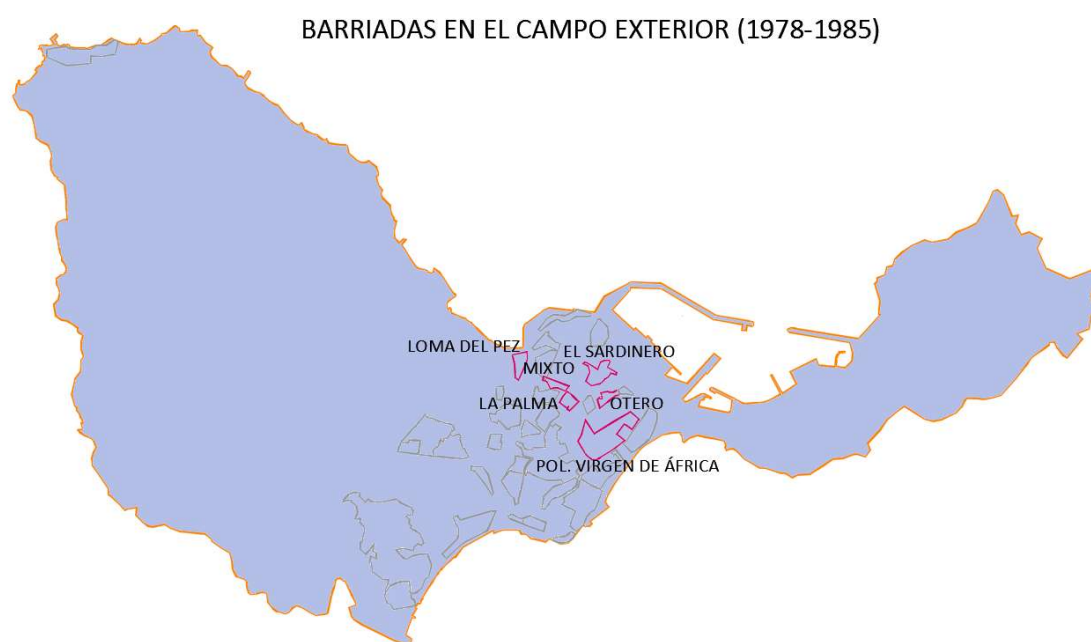 BARRIADAS EN EL CAMPO EXTERIOR (1978-1985)
LOMA DEL PEZ
EL SARDINERO
MIXTO
LA PALMA
OTERO
POL. VIRGEN DE ÁFRICA